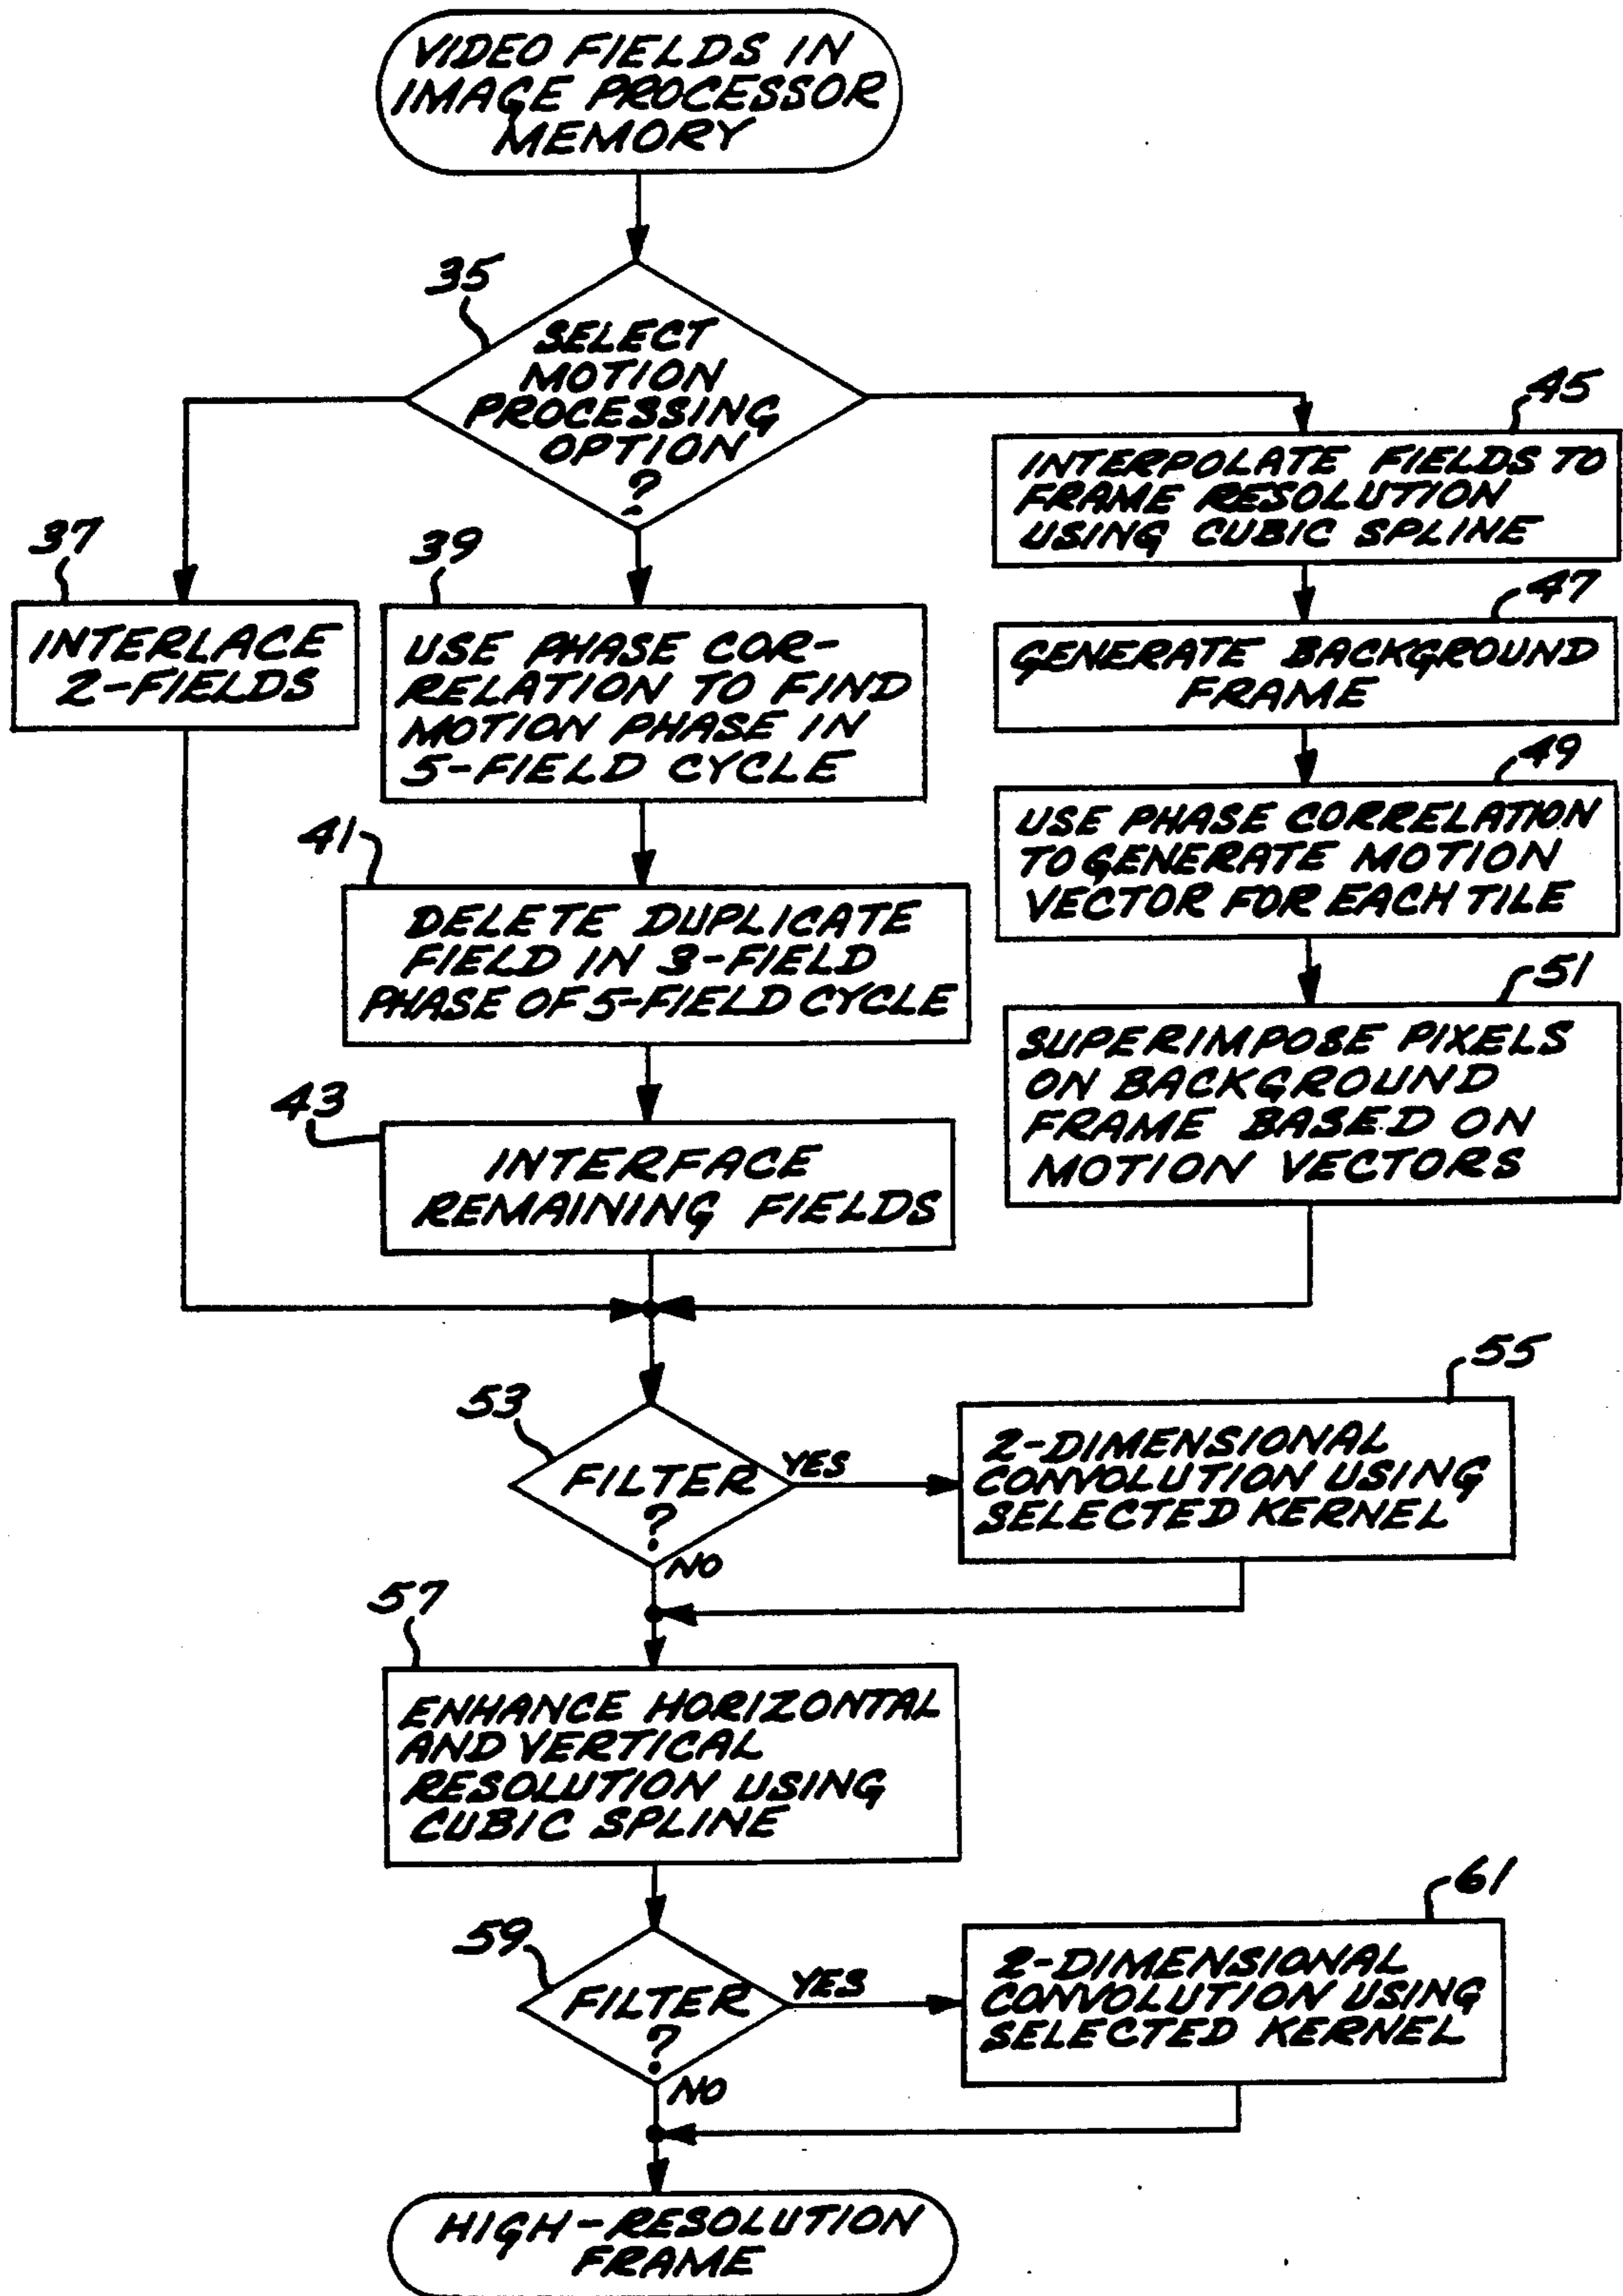 VIDEO FIELDS IN
IMAGE PROCESSOR
MEMORY
35
SELECT
MOTION
PROCESSING
OPTION
?
37
INTERLACE
2-FIELDS
39
USE PHASE COR-
RELATION TO FIND
MOTION PHASE IN
5-FIELD CYCLE
41
DELETE DUPLICATE
FIELD IN 3-FIELD
PHASE OF 5-FIELD CYCLE
43
INTERFACE
REMAINING FIELDS
45
INTERPOLATE FIELDS TO
FRAME RESOLUTION
USING CUBIC SPLINE
47
GENERATE BACKGROUND
FRAME
49
USE PHASE CORRELATION
TO GENERATE MOTION
VECTOR FOR EACH TILE
51
SUPERIMPOSE PIXELS
ON BACKGROUND
FRAME BASED ON
MOTION VECTORS
53
FILTER
?
YES
NO
55
2-DIMENSIONAL
CONVOLUTION USING
SELECTED KERNEL
57
ENHANCE HORIZONTAL
AND VERTICAL
RESOLUTION USING
CUBIC SPLINE
59
FILTER
?
YES
NO
61
2-DIMENSIONAL
CONVOLUTION USING
SELECTED KERNEL
HIGH-RESOLUTION
FRAME